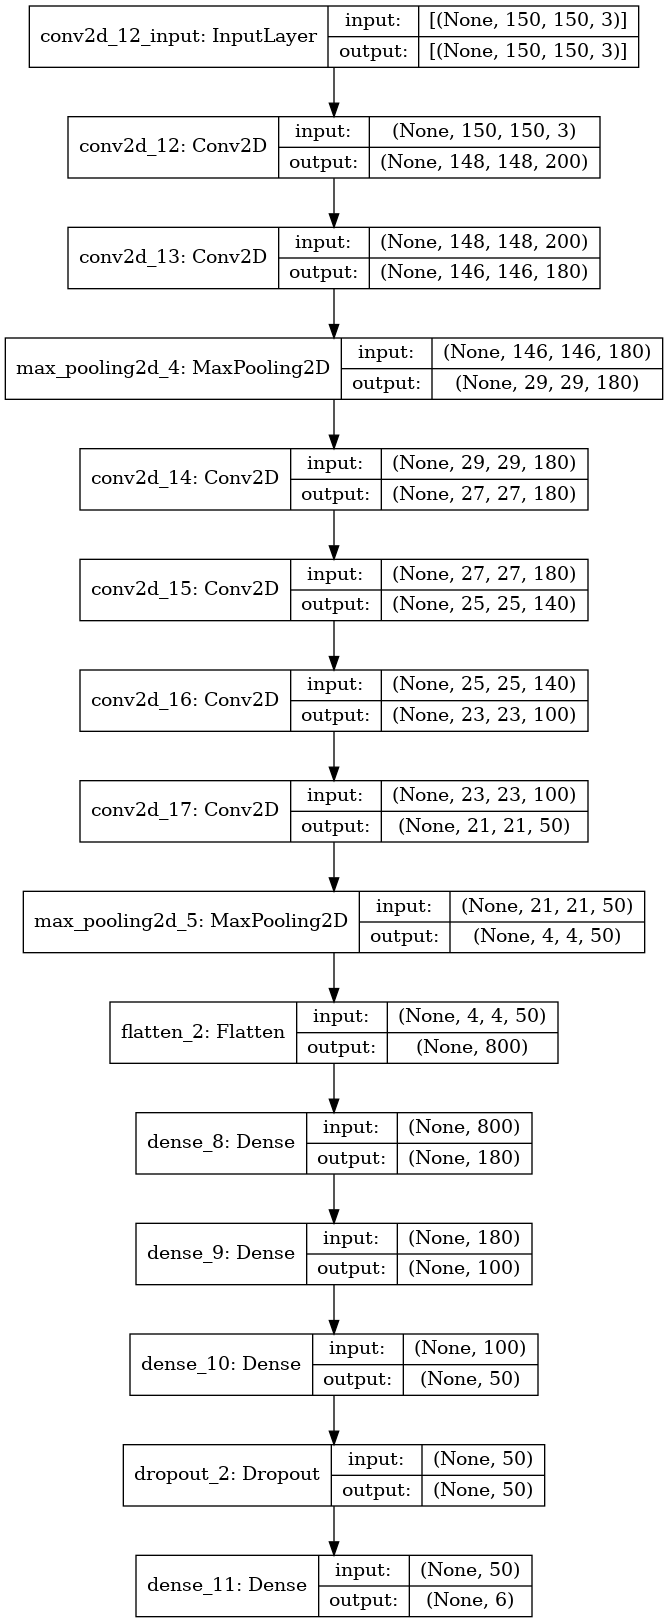 conv2d_12_input: InputLayer
input:
[(None, 150, 150, 3)]
output:
[(None, 150, 150, 3)]
conv2d_12: Conv2D
input:
(None, 150, 150, 3)
output:
(None, 148, 148, 200)
conv2d_13: Conv2D
input:
(None, 148, 148, 200)
output:
(None, 146, 146, 180)
max_pooling2d_4: MaxPooling2D
input:
(None, 146, 146, 180)
output:
(None, 29, 29, 180)
conv2d_14: Conv2D
input:
(None, 29, 29, 180)
output:
(None, 27, 27, 180)
conv2d_15: Conv2D
input:
(None, 27, 27, 180)
output:
(None, 25, 25, 140)
conv2d_16: Conv2D
input:
(None, 25, 25, 140)
output:
(None, 23, 23, 100)
conv2d_17: Conv2D
input:
(None, 23, 23, 100)
output:
(None, 21, 21, 50)
max_pooling2d_5: MaxPooling2D
input:
(None, 21, 21, 50)
output:
(None, 4, 4, 50)
flatten_2: Flatten
input:
(None, 4, 4, 50)
output:
(None, 800)
dense_8: Dense
input:
(None, 800)
output:
(None, 180)
dense_9: Dense
input:
(None, 180)
output:
(None, 100)
dense_10: Dense
input:
(None, 100)
output:
(None, 50)
dropout_2: Dropout
input:
(None, 50)
output:
(None, 50)
dense_11: Dense
input:
(None, 50)
output:
(None, 6)